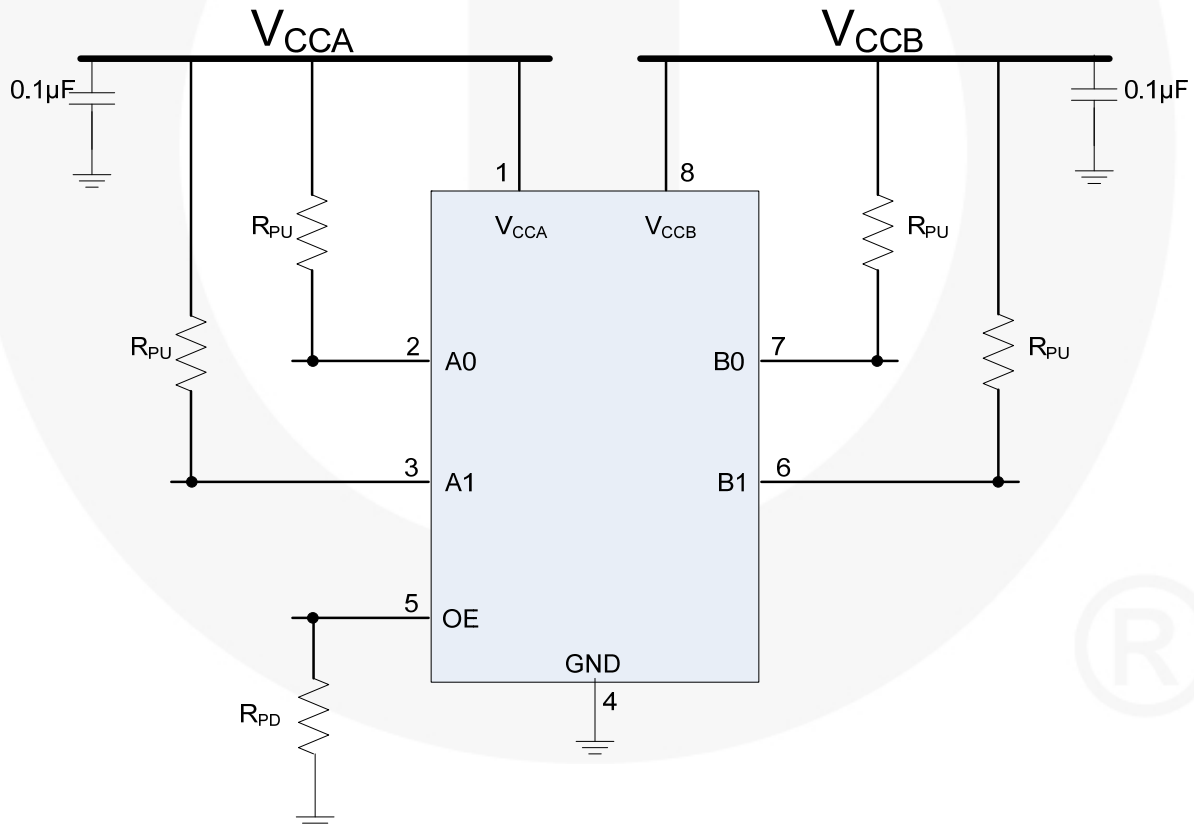 VCCA
VCCB
0.1µF
0.1µF
1
8
VCCA
VCCB
RPU
RPU
RPU
RPU
2
A0
B0
7
3
A1
B1
6
5
OE
GND
4
RPD
®